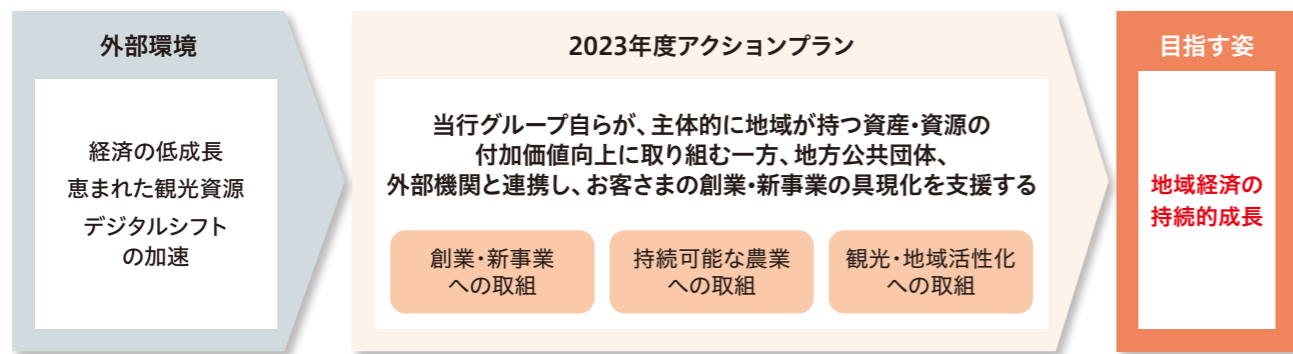 外部環境
経済の低成長
恵まれた観光資源
デジタルシフト
の加速
2023年度アクションプラン
当行グループ自らが、主体的に地域が持つ資産・資源の
付加価値向上に取り組む一方、地方公共団体、
外部機関と連携し、お客さまの創業・新事業の具現化を支援する
創業・新事業
への取組
持続可能な農業
への取組
観光・地域活性化
への取組
目指す姿
地域経済の
持続的成長